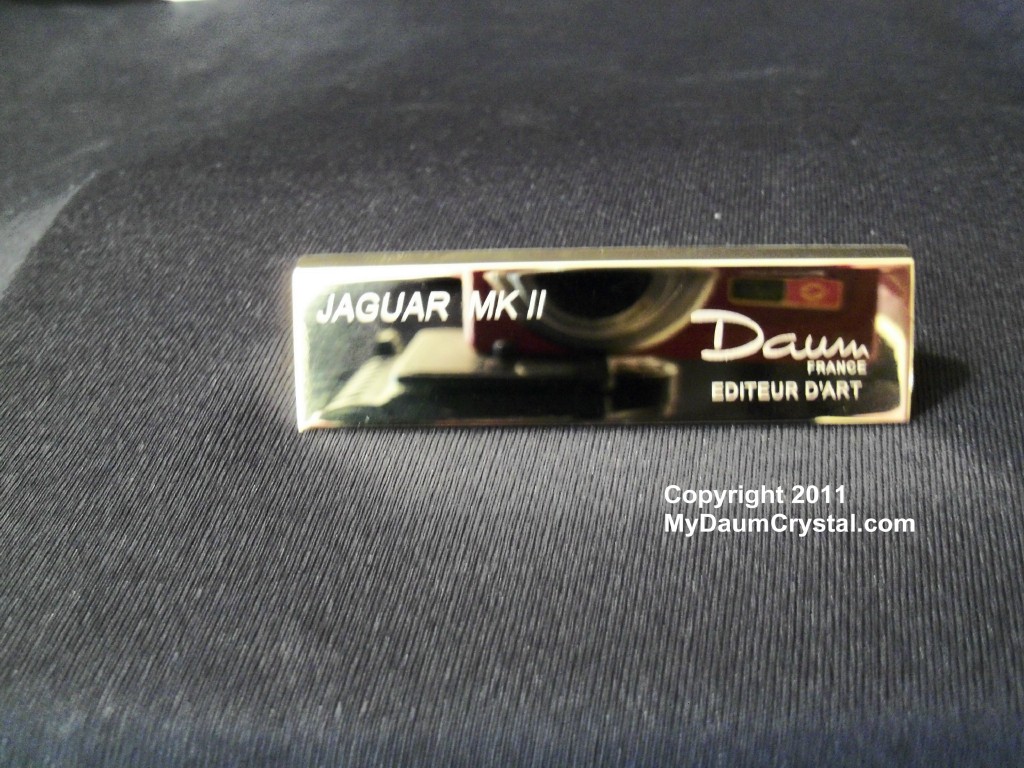 JAGUAR MK II
Daum
FRANCE
EDITEUR D'ART
Copyright 2011
MyDaumCrystal.com